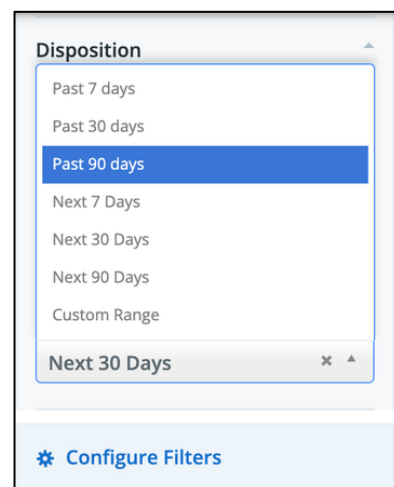 Disposition
Past 7 days
Past 30 days
Past 90 days
Next 7 Days
Next 30 Days
Next 90 Days
Custom Range
Next 30 Days
Configure Filters